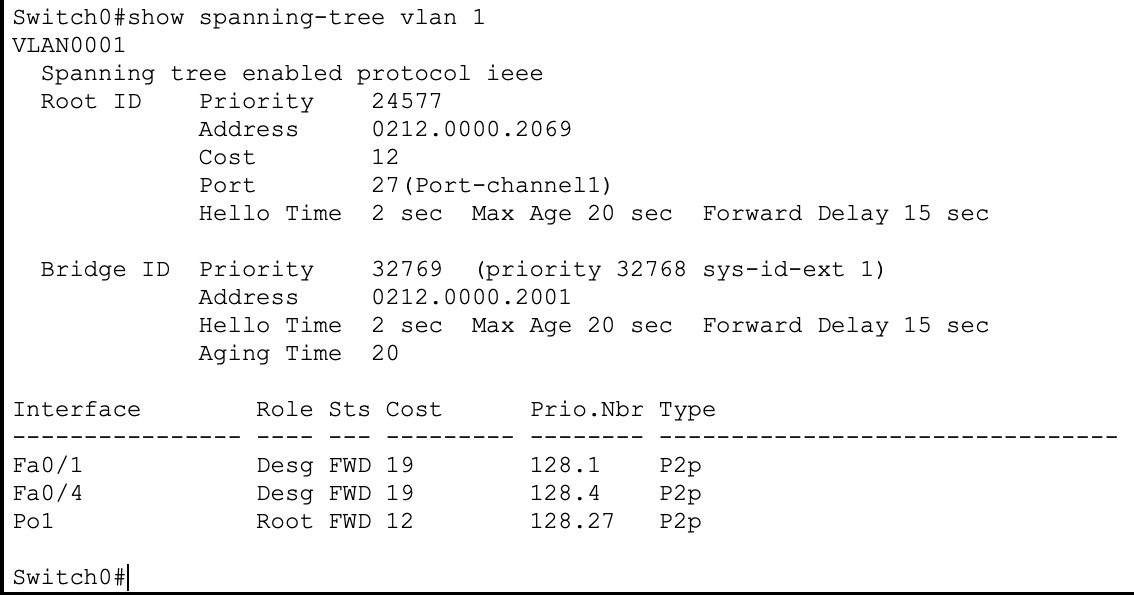 Switch0#show spanning-tree vlan 1
VLAN0001
  Spanning tree enabled protocol ieee
  Root ID    Priority    24577
             Address     0212.0000.2069
             Cost        12
             Port        27(Port-channel1)
             Hello Time  2 sec  Max Age 20 sec  Forward Delay 15 sec

  Bridge ID  Priority    32769  (priority 32768 sys-id-ext 1)
             Address     0212.0000.2001
             Hello Time  2 sec  Max Age 20 sec  Forward Delay 15 sec
             Aging Time  20

Interface        Role Sts Cost      Prio.Nbr Type
---------------- ---- --- --------- -------- --------------------------------
Fa0/1            Desg FWD 19        128.1    P2p
Fa0/4            Desg FWD 19        128.4    P2p
Po1              Root FWD 12        128.27   P2p

Switch0#